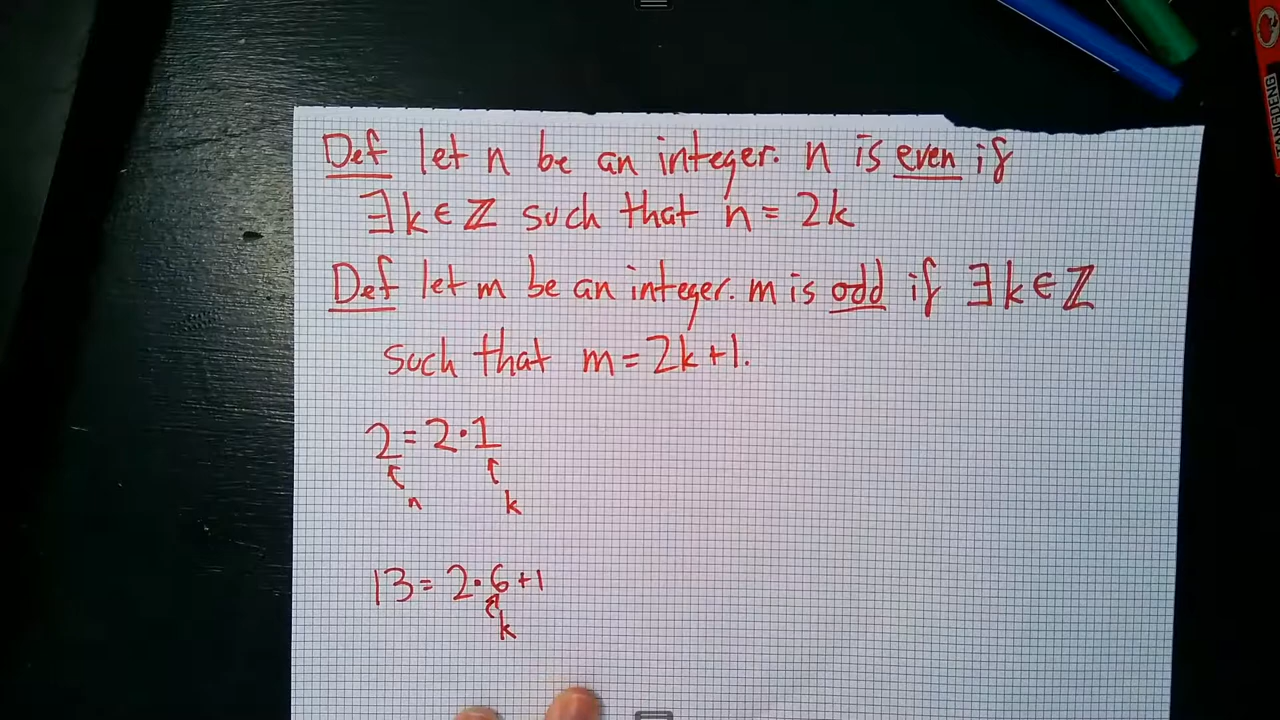 Def let n be an integer. n is even if
∃k∈ℤ such that n = 2k
Def let m be an integer. m is odd if ∃k∈ℤ
such that m=2k+1.
2=2·1
n k
13=2·6+1
k